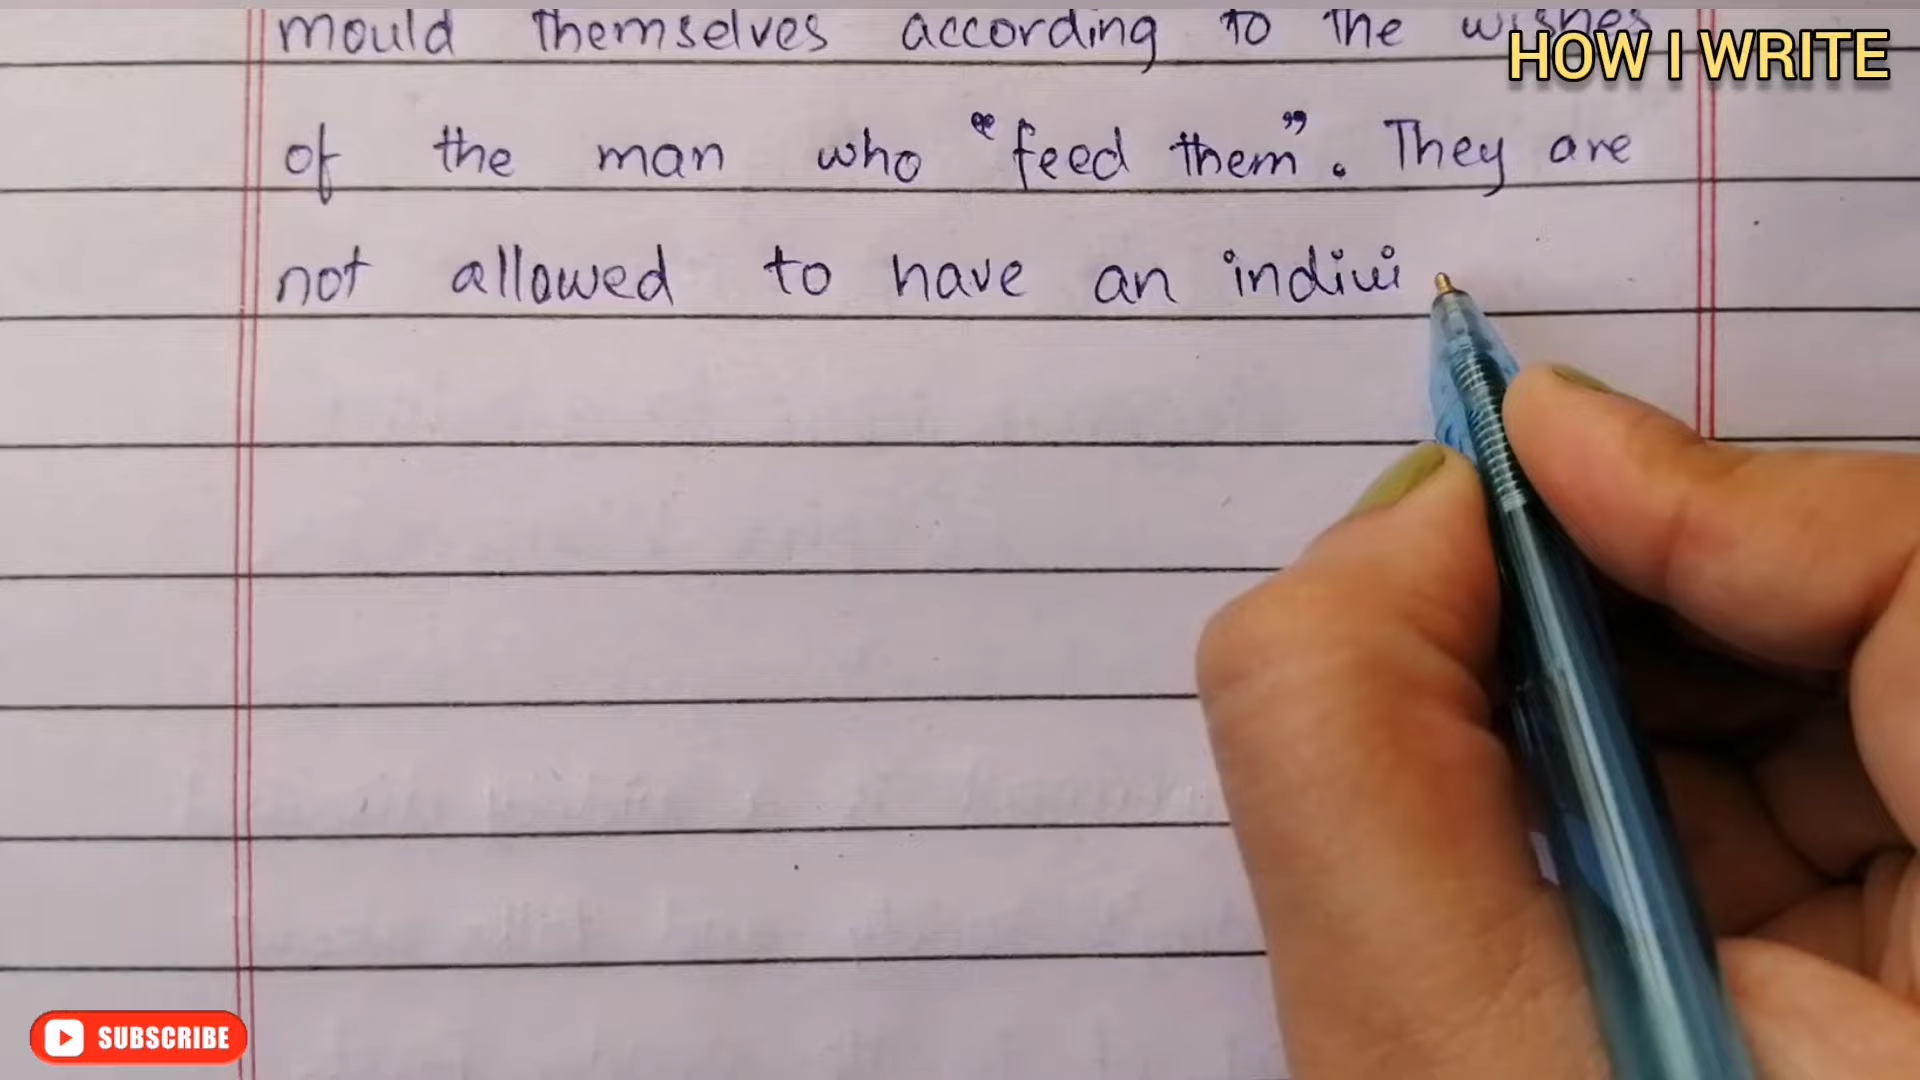 mould themselves according to the wishes
HOW I WRITE
of the man who "feed them". They are
not allowed to have an indivi
SUBSCRIBE